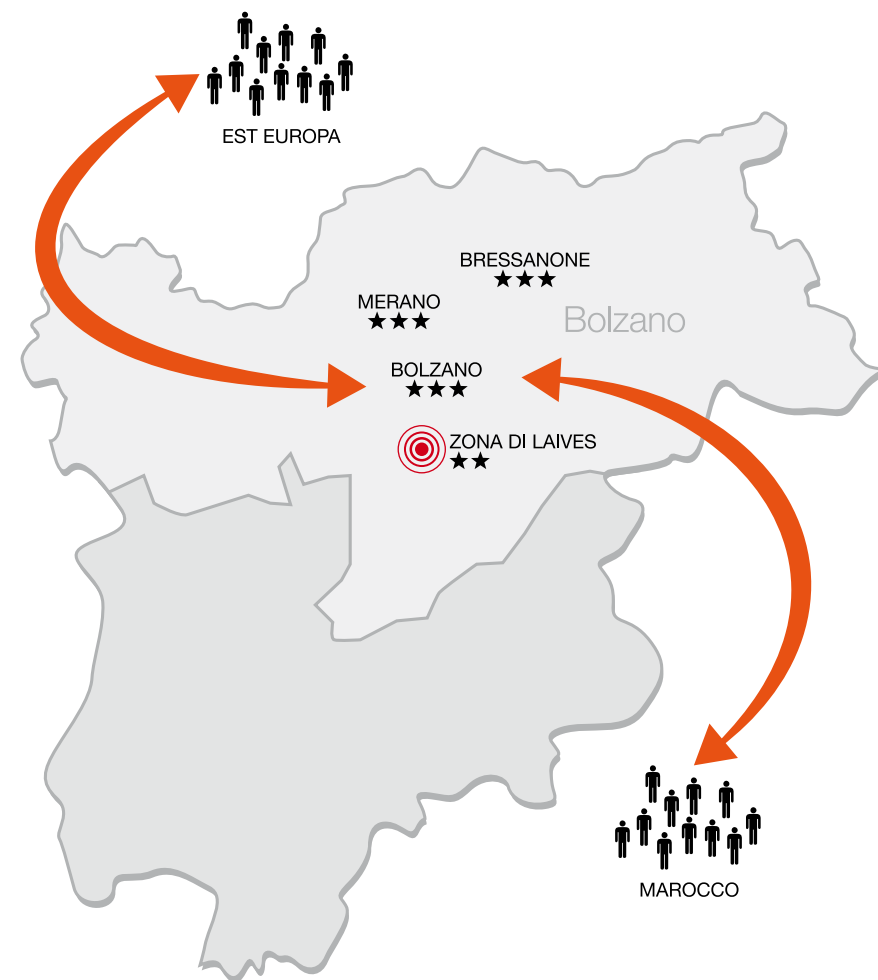 EST EUROPA
BRESSANONE
★★★
MERANO
★★★
Bolzano
BOLZANO
★★★
ZONA DI LAIVES
★★
MAROCCO